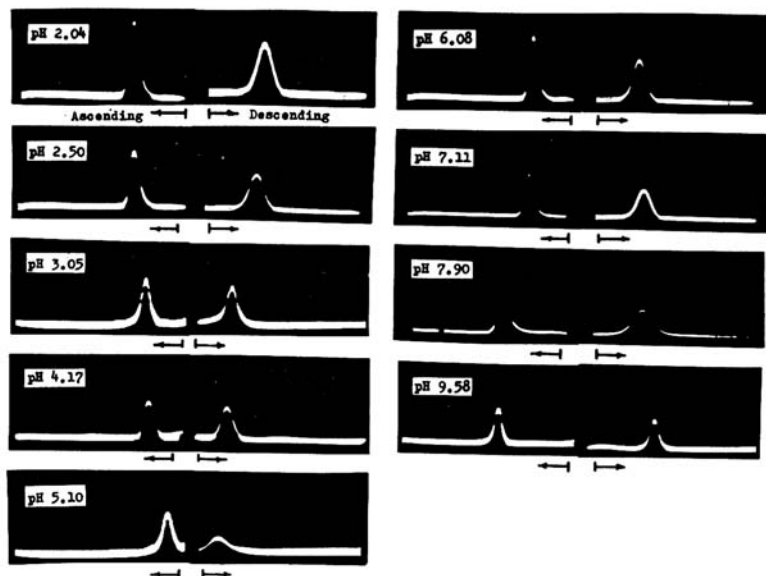 pH 2.04
Ascending
Descending
pH 2.50
pH 3.05
pH 4.17
pH 5.10
pH 6.08
pH 7.11
pH 7.90
pH 9.58